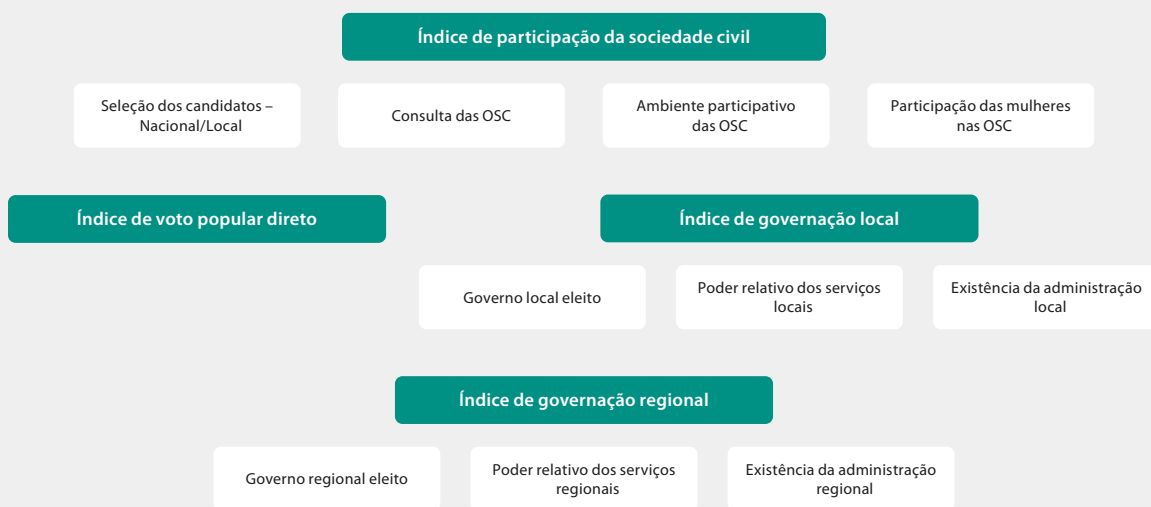 Índice de participação da sociedade civil
Seleção dos candidatos –
Nacional/Local
Consulta das OSC
Ambiente participativo
das OSC
Participação das mulheres
nas OSC
Índice de voto popular direto
Índice de governação local
Governo local eleito
Poder relativo dos serviços
locais
Existência da administração
local
Índice de governação regional
Governo regional eleito
Poder relativo dos serviços
regionais
Existência da administração
regional